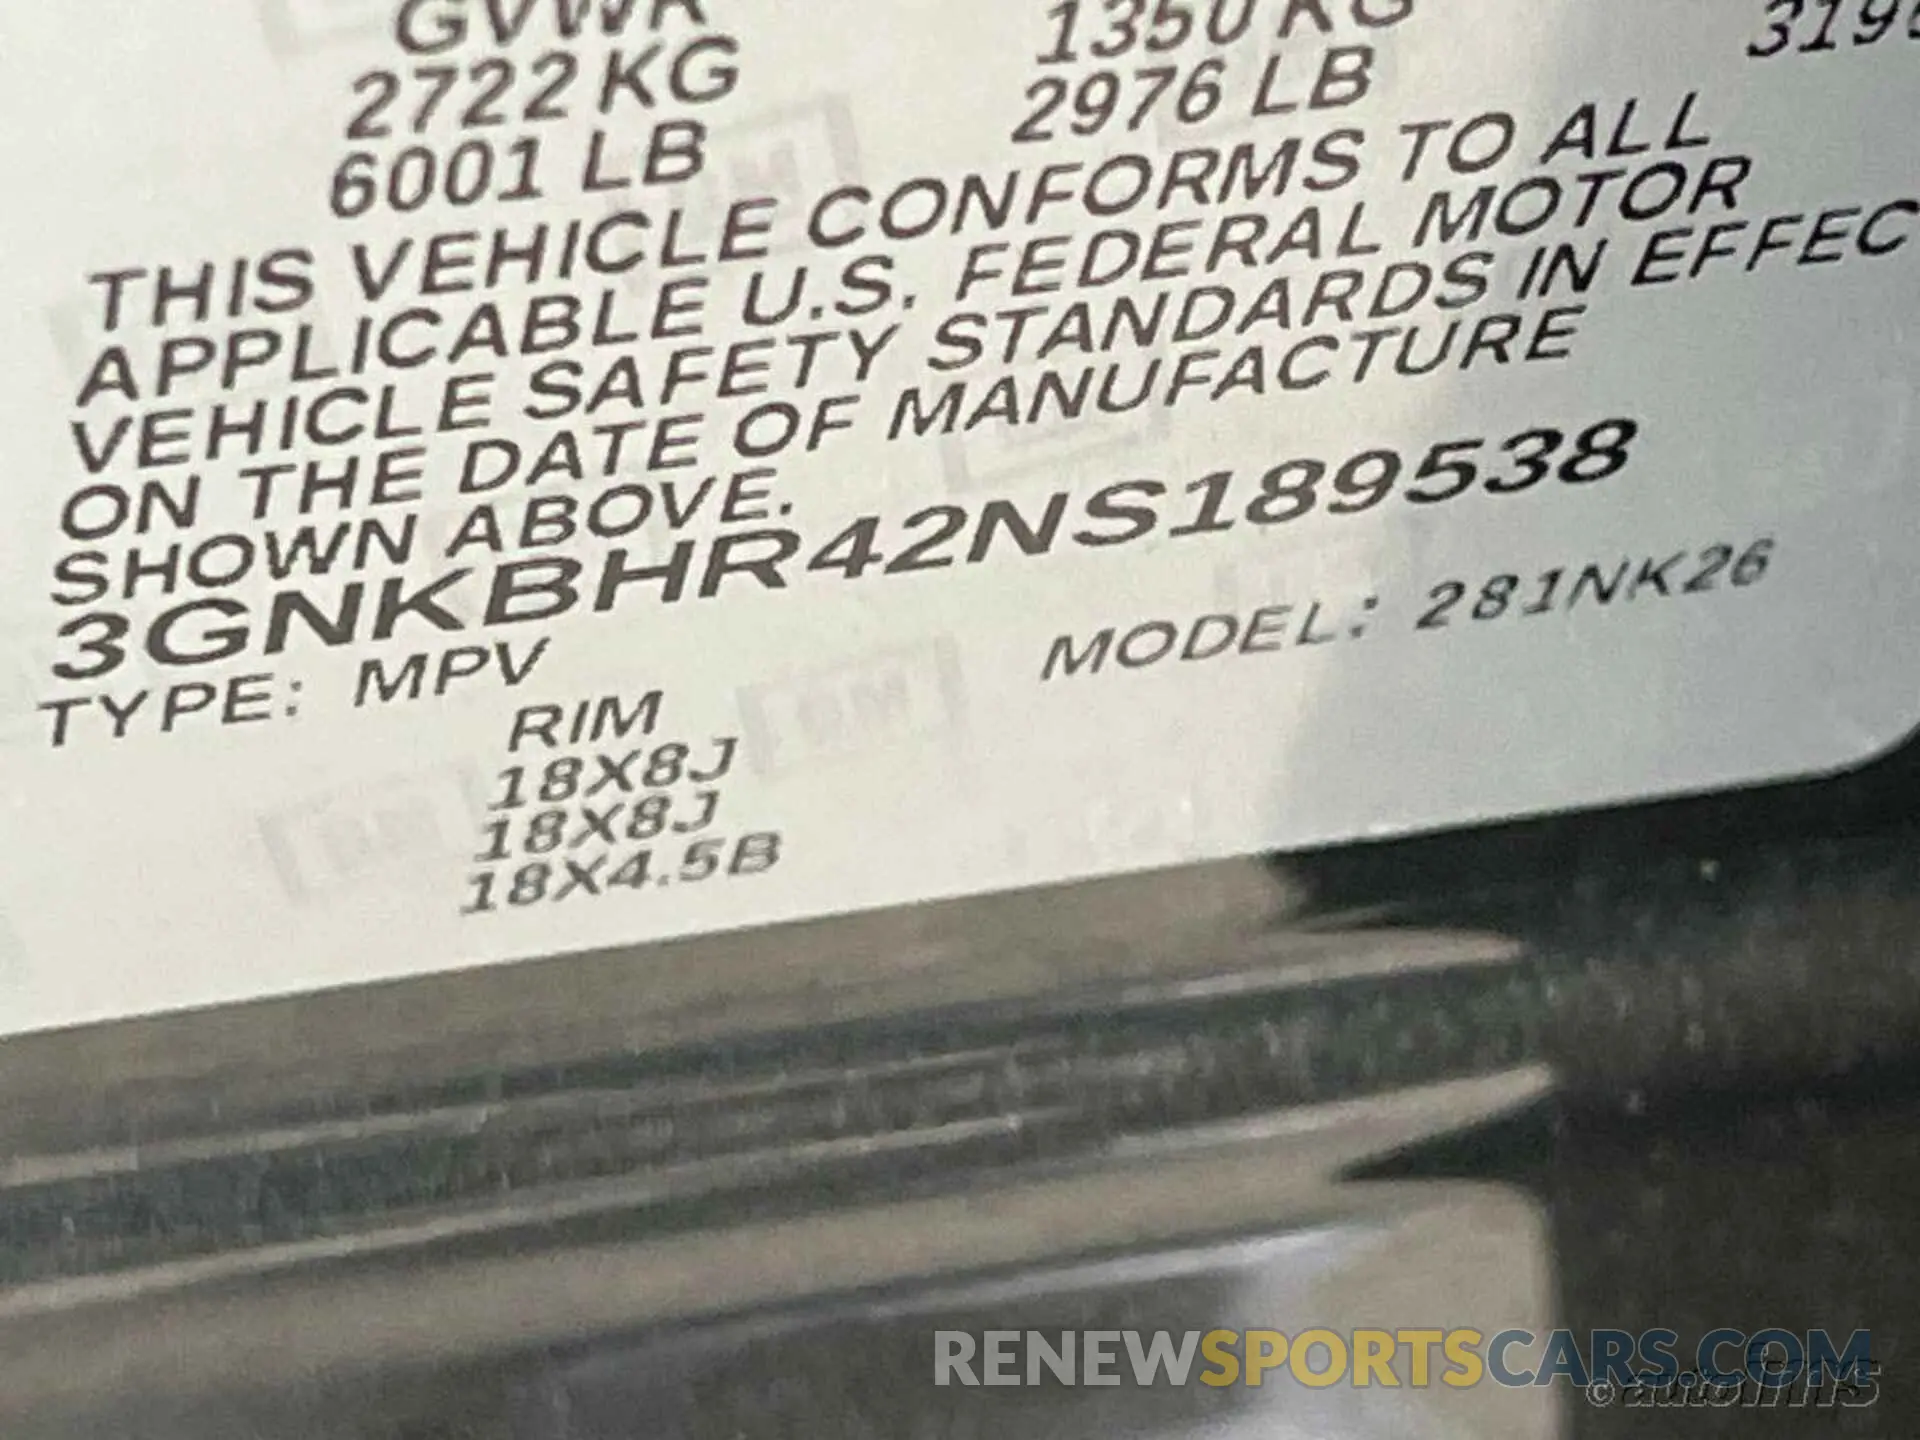 GVWR
2722 KG 1350 KG
6001 LB 2976 LB
THIS VEHICLE CONFORMS TO ALL
APPLICABLE U.S. FEDERAL MOTOR
VEHICLE SAFETY STANDARDS IN EFFEC
ON THE DATE OF MANUFACTURE
SHOWN ABOVE.
3GNKBHR42NS189538
TYPE: MPV MODEL: 281NK26
RIM
18X8J
18X8J
18X4.5B
RENEWSPORTSCARS.COM
© autoIMS